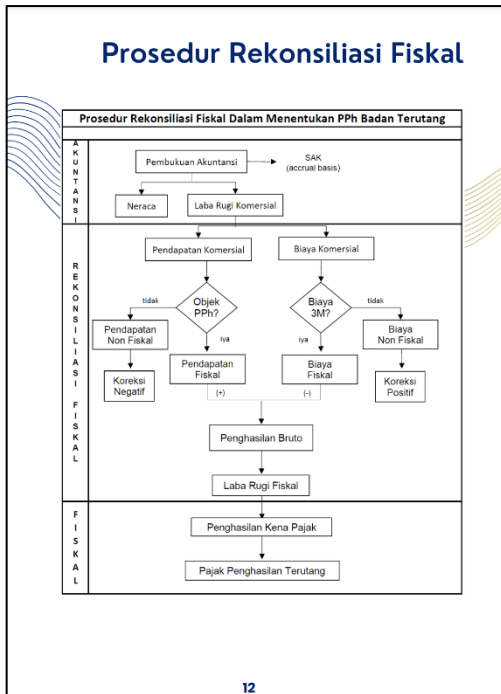 Prosedur Rekonsiliasi Fiskal
Prosedur Rekonsiliasi Fiskal Dalam Menentukan PPh Badan Terutang
AKUNTANSI
Pembukuan Akuntansi
SAK
(accrual basis)
Neraca
Laba Rugi Komersial
REKONSILIASI FISKAL
Pendapatan Komersial
Biaya Komersial
tidak
Objek
PPh?
iya
Biaya
3M?
iya
tidak
Pendapatan
Non Fiskal
Biaya
Non Fiskal
Pendapatan
Fiskal
Biaya
Fiskal
Koreksi
Negatif
Koreksi
Positif
(+)
(-)
Penghasilan Bruto
Laba Rugi Fiskal
FISKAL
Penghasilan Kena Pajak
Pajak Penghasilan Terutang
12